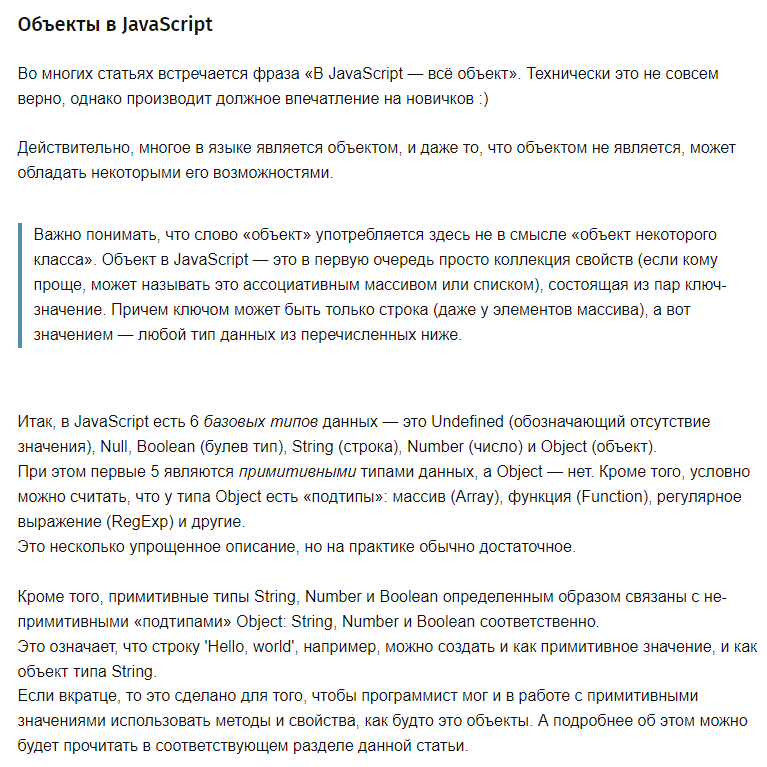 Объекты в JavaScript
Во многих статьях встречается фраза «В JavaScript — всё объект». Технически это не совсем
верно, однако производит должное впечатление на новичков :)
Действительно, многое в языке является объектом, и даже то, что объектом не является, может
обладать некоторыми его возможностями.
Важно понимать, что слово «объект» употребляется здесь не в смысле «объект некоторого
класса». Объект в JavaScript — это в первую очередь просто коллекция свойств (если кому
проще, может называть это ассоциативным массивом или списком), состоящая из пар ключ-
значение. Причем ключом может быть только строка (даже у элементов массива), а вот
значением — любой тип данных из перечисленных ниже.
Итак, в JavaScript есть 6 базовых типов данных — это Undefined (обозначающий отсутствие
значения), Null, Boolean (булев тип), String (строка), Number (число) и Object (объект).
При этом первые 5 являются примитивными типами данных, а Object — нет. Кроме того, условно
можно считать, что у типа Object есть «подтипы»: массив (Array), функция (Function), регулярное
выражение (RegExp) и другие.
Это несколько упрощенное описание, но на практике обычно достаточное.
Кроме того, примитивные типы String, Number и Boolean определенным образом связаны с не-
примитивными «подтипами» Object: String, Number и Boolean соответственно.
Это означает, что строку 'Hello, world', например, можно создать и как примитивное значение, и как
объект типа String.
Если вкратце, то это сделано для того, чтобы программист мог и в работе с примитивными
значениями использовать методы и свойства, как будто это объекты. А подробнее об этом можно
будет прочитать в соответствующем разделе данной статьи.